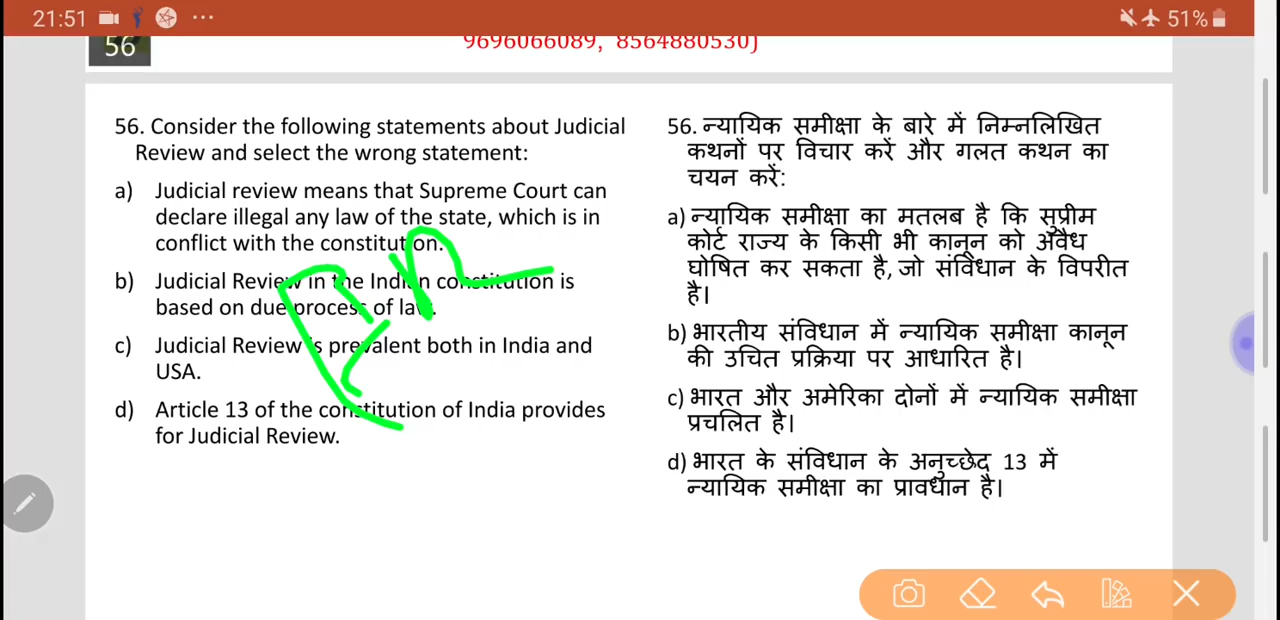 21:51
51%
56
9696066089, 8564880530)
56. Consider the following statements about Judicial
Review and select the wrong statement:
a) Judicial review means that Supreme Court can
declare illegal any law of the state, which is in
conflict with the constitution.
b) Judicial Review in the Indian constitution is
based on due process of law.
c) Judicial Review is prevalent both in India and
USA.
d) Article 13 of the constitution of India provides
for Judicial Review.
56. न्यायिक समीक्षा के बारे में निम्नलिखित
कथनों पर विचार करें और गलत कथन का
चयन करें:
a) न्यायिक समीक्षा का मतलब है कि सुप्रीम
कोर्ट राज्य के किसी भी कानून को अवैध
घोषित कर सकता है, जो संविधान के विपरीत
है।
b) भारतीय संविधान में न्यायिक समीक्षा कानून
की उचित प्रक्रिया पर आधारित है।
c) भारत और अमेरिका दोनों में न्यायिक समीक्षा
प्रचलित है।
d) भारत के संविधान के अनुच्छेद 13 में
न्यायिक समीक्षा का प्रावधान है।